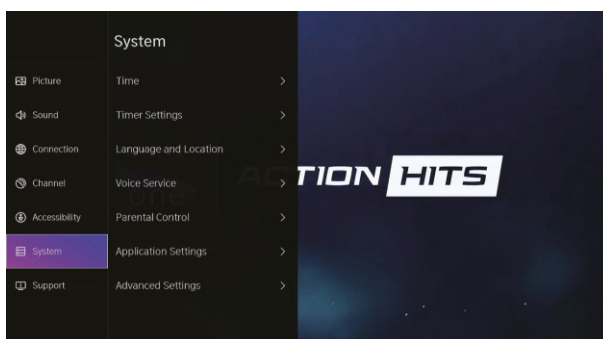 System
Picture
Time
Sound
Timer Settings
Connection
Language and Location
Channel
Voice Service
Accessibility
Parental Control
System
Application Settings
Support
Advanced Settings
one
ACTION HITS